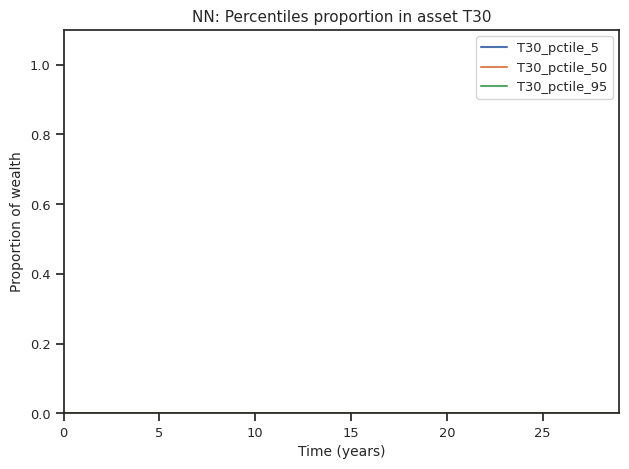 NN: Percentiles proportion in asset T30
T30_pctile_5
T30_pctile_50
T30_pctile_95
1.0
0.8
0.6
0.4
0.2
0.0
Proportion of wealth
0 5 10 15 20 25
Time (years)